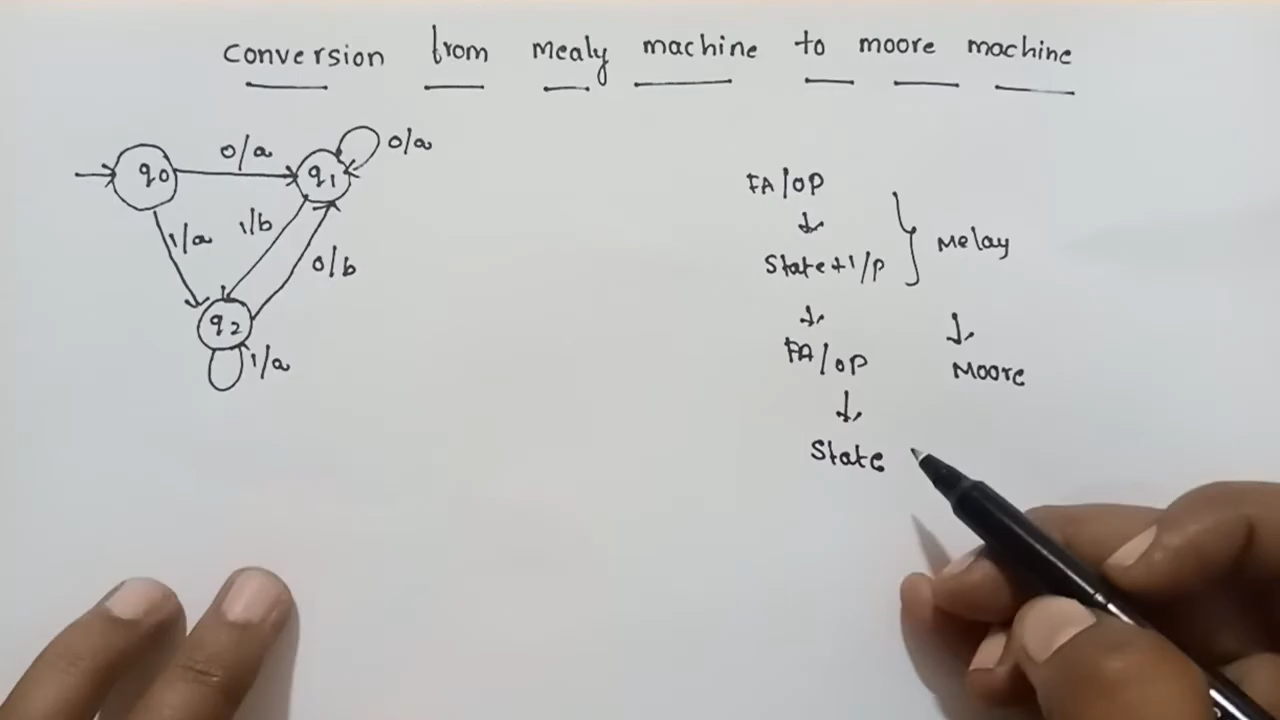 conversion from mealy machine to moore machine
0/a
0/a
q0
q1
1/a
1/b
0/b
q2
1/a
FA/OP
State+1/P
Melay
FA/OP
Moore
State